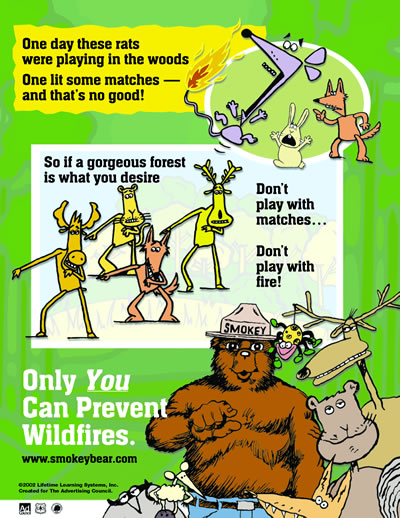 One day these rats
were playing in the woods
One lit some matches —
and that's no good!
So if a gorgeous forest
is what you desire
Don't
play with
matches…
Don't
play with
fire!
SMOKEY
Only You
Can Prevent
Wildfires.
www.smokeybear.com
©2002 Lifetime Learning Systems, Inc.
Created for The Advertising Council.
Ad